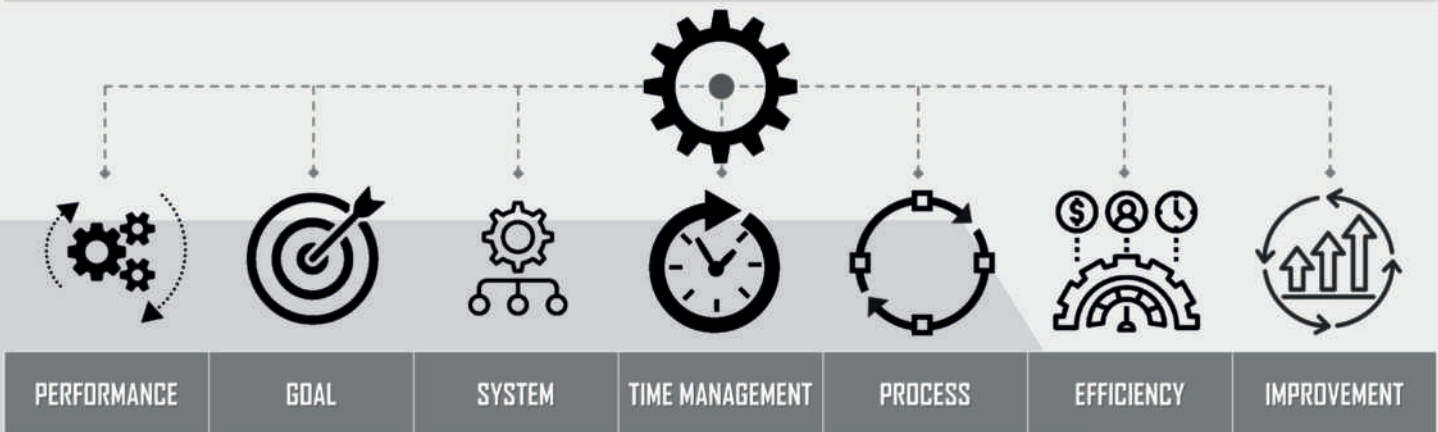 $
PERFORMANCE
GOAL
SYSTEM
TIME MANAGEMENT
PROCESS
EFFICIENCY
IMPROVEMENT